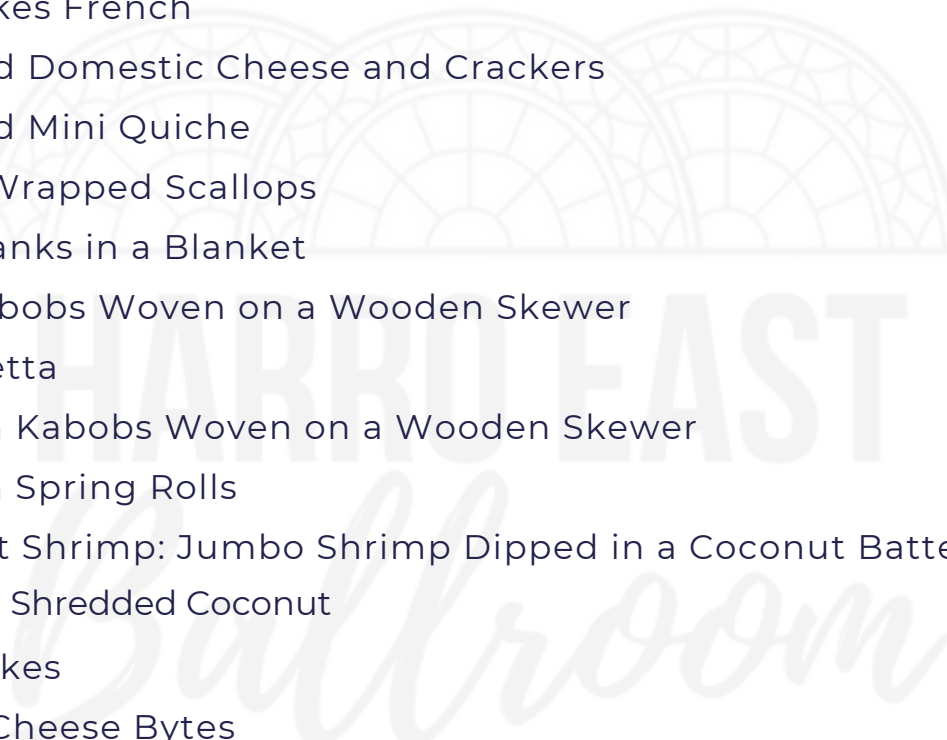 kes French
d Domestic Cheese and Crackers
d Mini Quiche
Wrapped Scallops
anks in a Blanket
bobs Woven on a Wooden Skewer
etta
Kabobs Woven on a Wooden Skewer
Spring Rolls
t Shrimp: Jumbo Shrimp Dipped in a Coconut Batte
Shredded Coconut
kes
Cheese Bytes
HARRO EAST
Ballroom